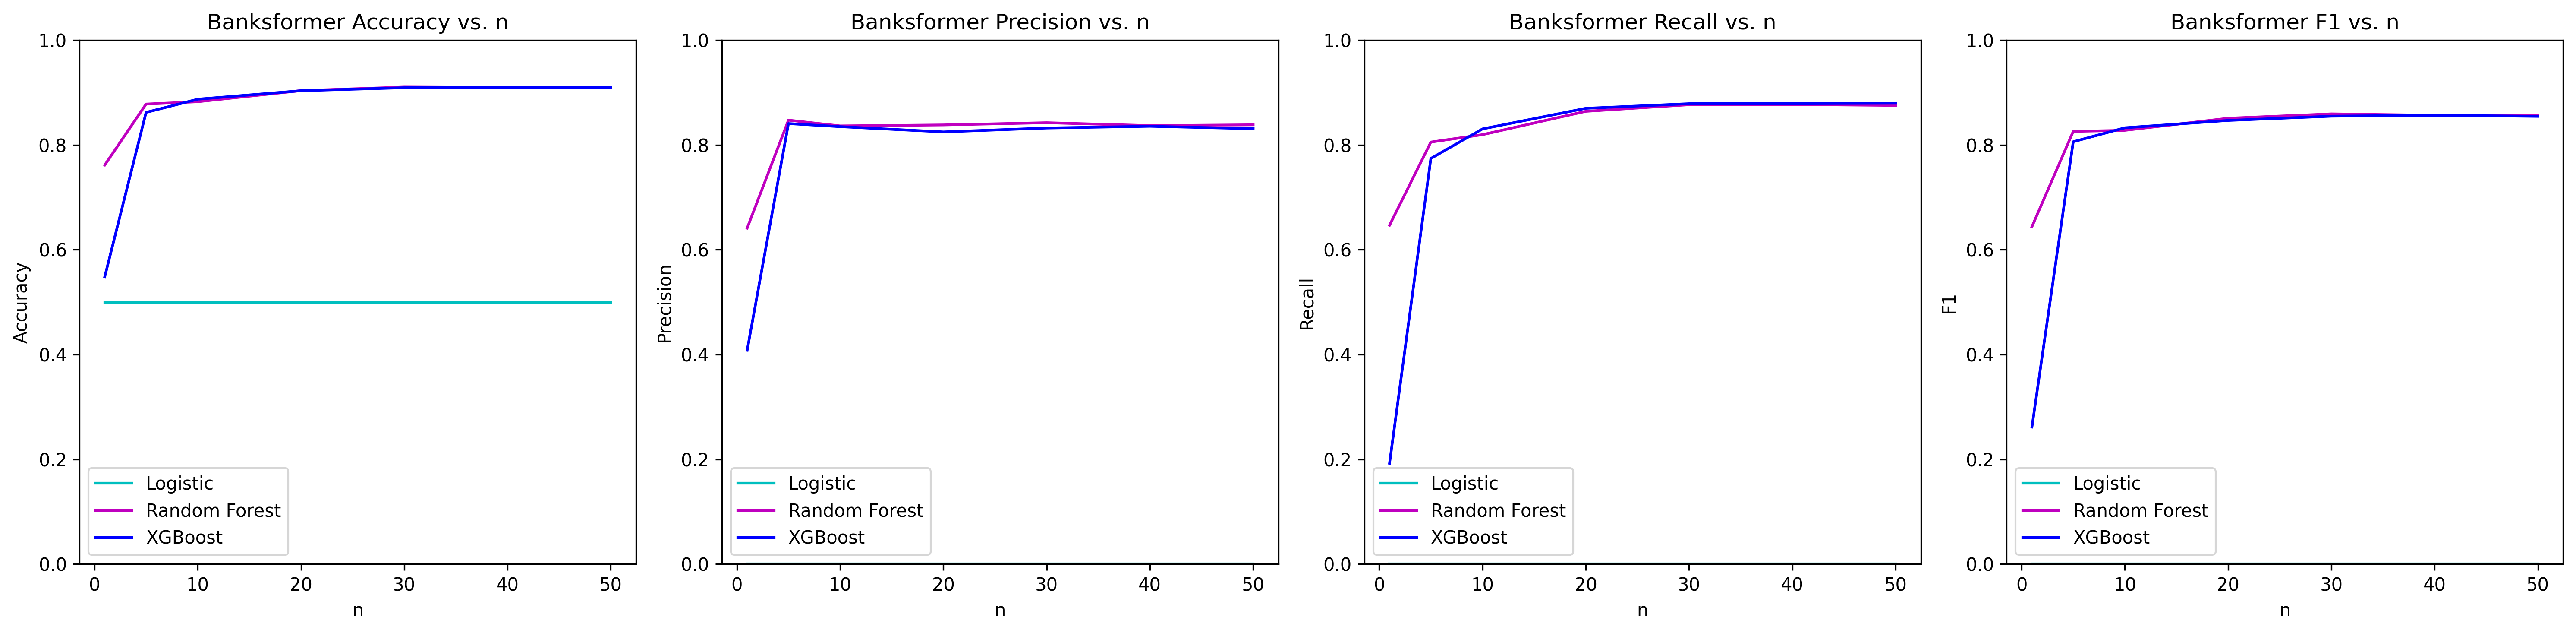 Banksformer Accuracy vs. n
1.0
0.8
0.6
0.4
0.2
0.0
Accuracy
Logistic
Random Forest
XGBoost
0 10 20 30 40 50
n
Banksformer Precision vs. n
1.0
0.8
0.6
0.4
0.2
0.0
Precision
Logistic
Random Forest
XGBoost
0 10 20 30 40 50
n
Banksformer Recall vs. n
1.0
0.8
0.6
0.4
0.2
0.0
Recall
Logistic
Random Forest
XGBoost
0 10 20 30 40 50
n
Banksformer F1 vs. n
1.0
0.8
0.6
0.4
0.2
0.0
F1
Logistic
Random Forest
XGBoost
0 10 20 30 40 50
n